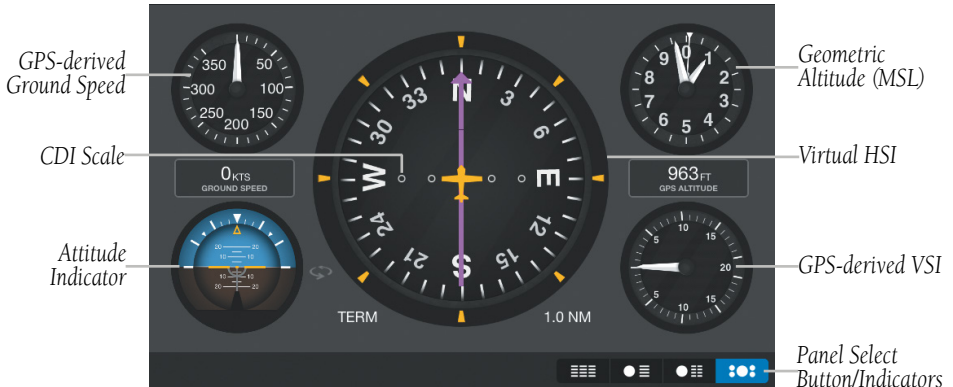 GPS-derived
Ground Speed
350 50
300 100
250 150
200
CDI Scale
0KTS
GROUND SPEED
Attitude
Indicator
20 20
10 10
10 10
20 20
N
33 3
30 6
W E
24 12
21 15
S
TERM
1.0 NM
Geometric
Altitude (MSL)
0
9 1
8 2
7 3
6 4
5
Virtual HSI
963FT
GPS ALTITUDE
10
5 15
20
5 15
10
GPS-derived VSI
Panel Select
Button/Indicators